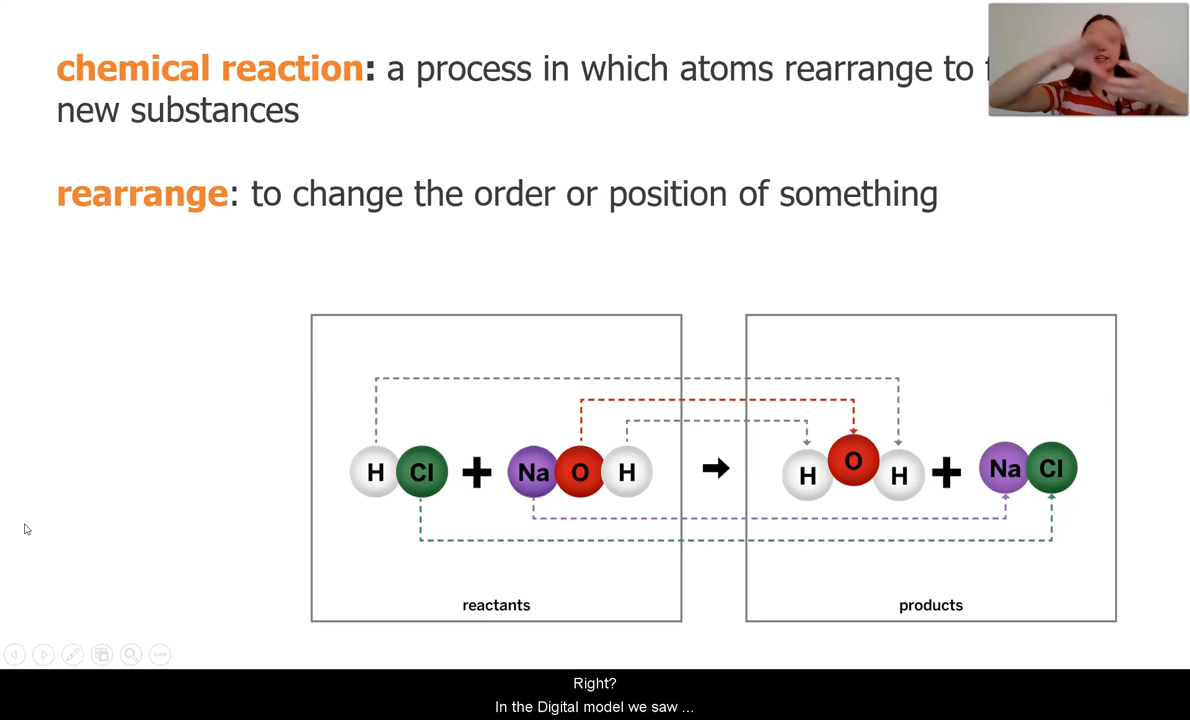 chemical reaction: a process in which atoms rearrange to
new substances
rearrange: to change the order or position of something
H Cl + Na O H → H O H + Na Cl
reactants products
Right?
In the Digital model we saw ...